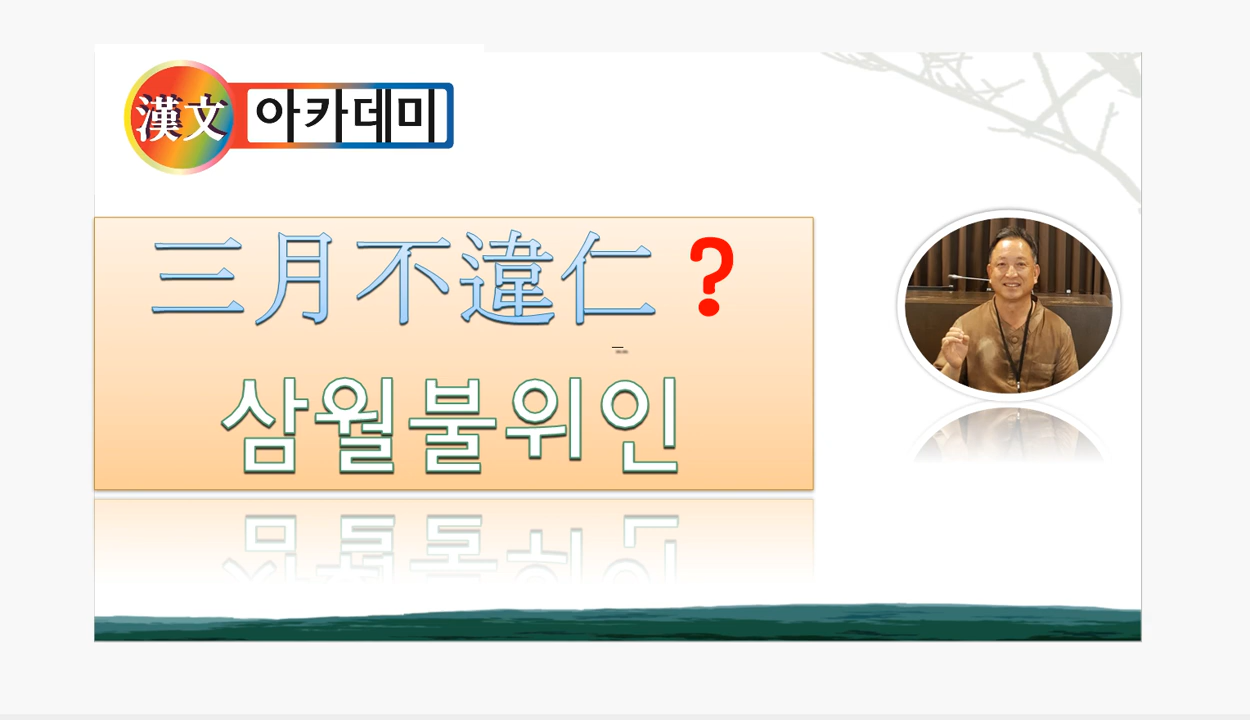 漢文 아카데미
三月不違仁 ?
삼월불위인